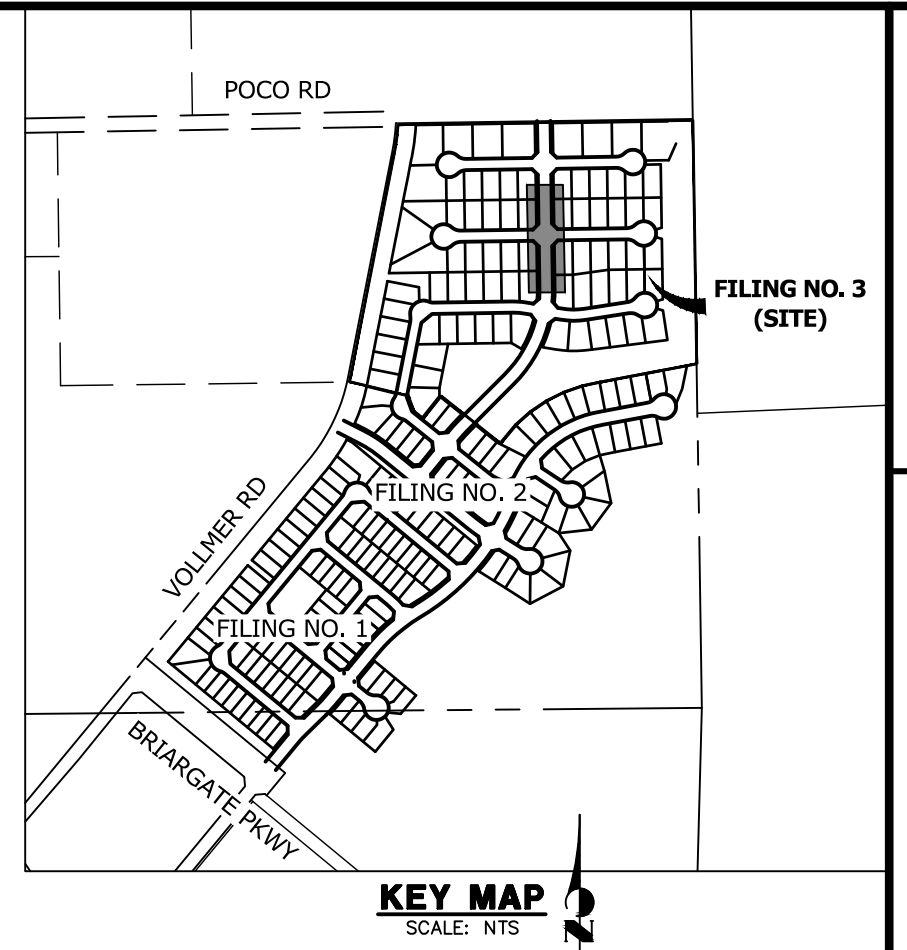 POCO RD
FILING NO. 3
(SITE)
FILING NO. 2
VOLLMER RD
FILING NO. 1
BRIARGATE PKWY
KEY MAP
SCALE: NTS
N